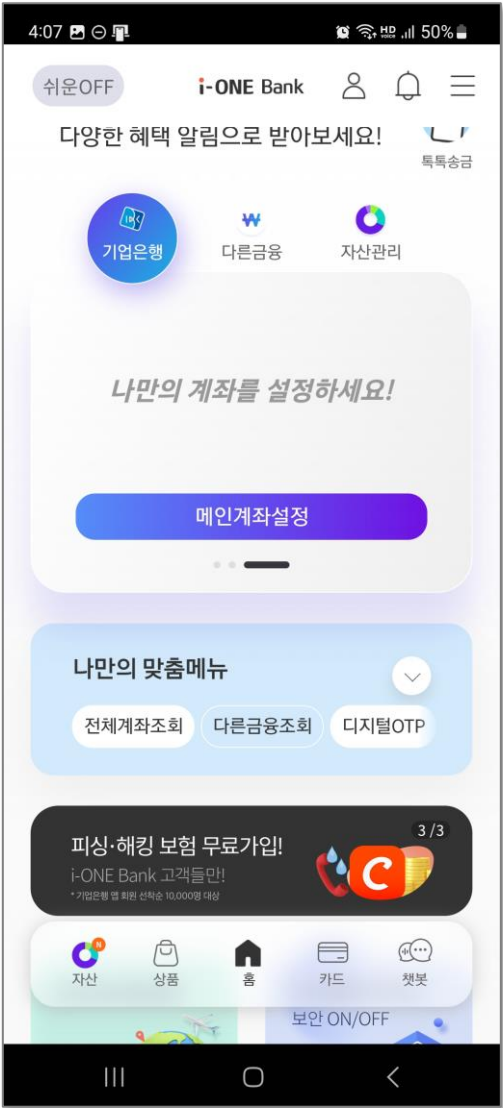 4:07
HD
voice
50%
쉬운OFF
i-ONE Bank
다양한 혜택 알림으로 받아보세요!
톡톡송금
IBK
기업은행
다른금융
자산관리
나만의 계좌를 설정하세요!
메인계좌설정
나만의 맞춤메뉴
전체계좌조회
다른금융조회
디지털OTP
3/3
피싱·해킹 보험 무료가입!
i-ONE Bank 고객들만!
* 기업은행 앱 회원 선착순 10,000명 대상
C
N
자산
상품
홈
카드
챗봇
보안 ON/OFF